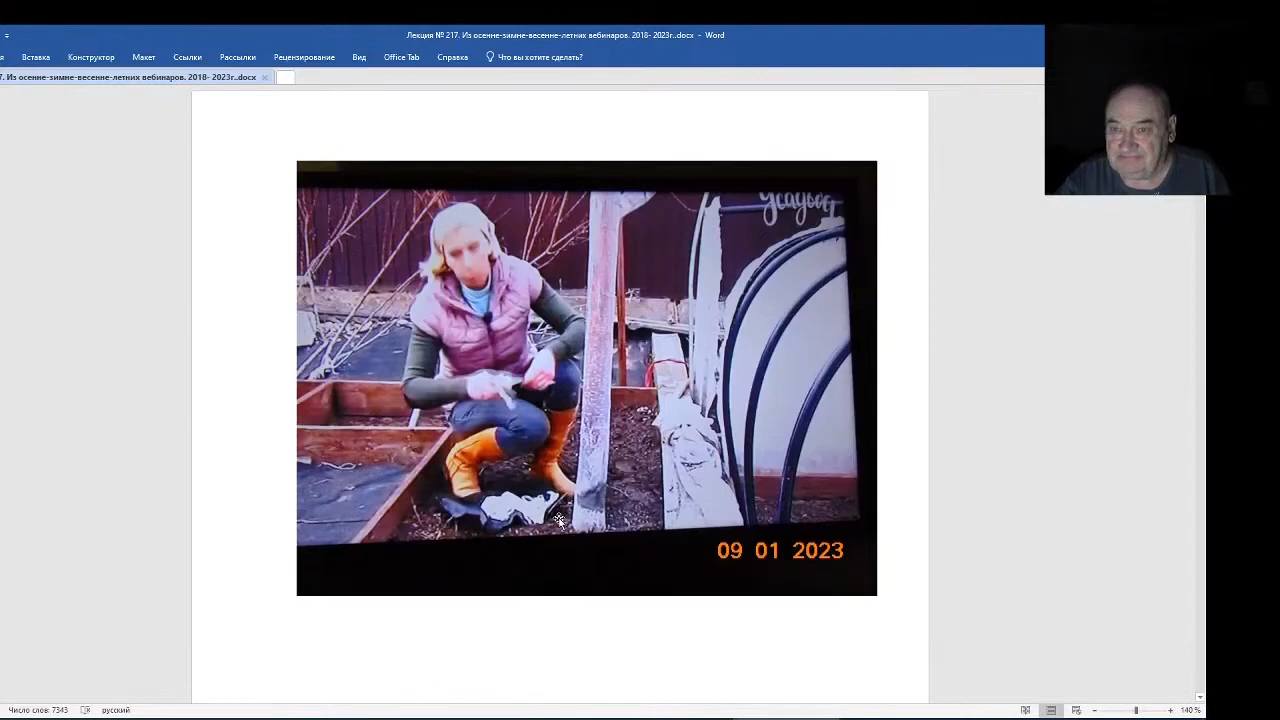 Лекция № 217. Из осенне-зимне-весенне-летних вебинаров. 2018- 2023г..docx - Word
Вставка Конструктор Макет Ссылки Рассылки Рецензирование Вид Office Tab Справка Что вы хотите сделать?
7. Из осенне-зимне-весенне-летних вебинаров. 2018- 2023г..docx
Усадьба
09 01 2023
Число слов: 7343 русский 140 %